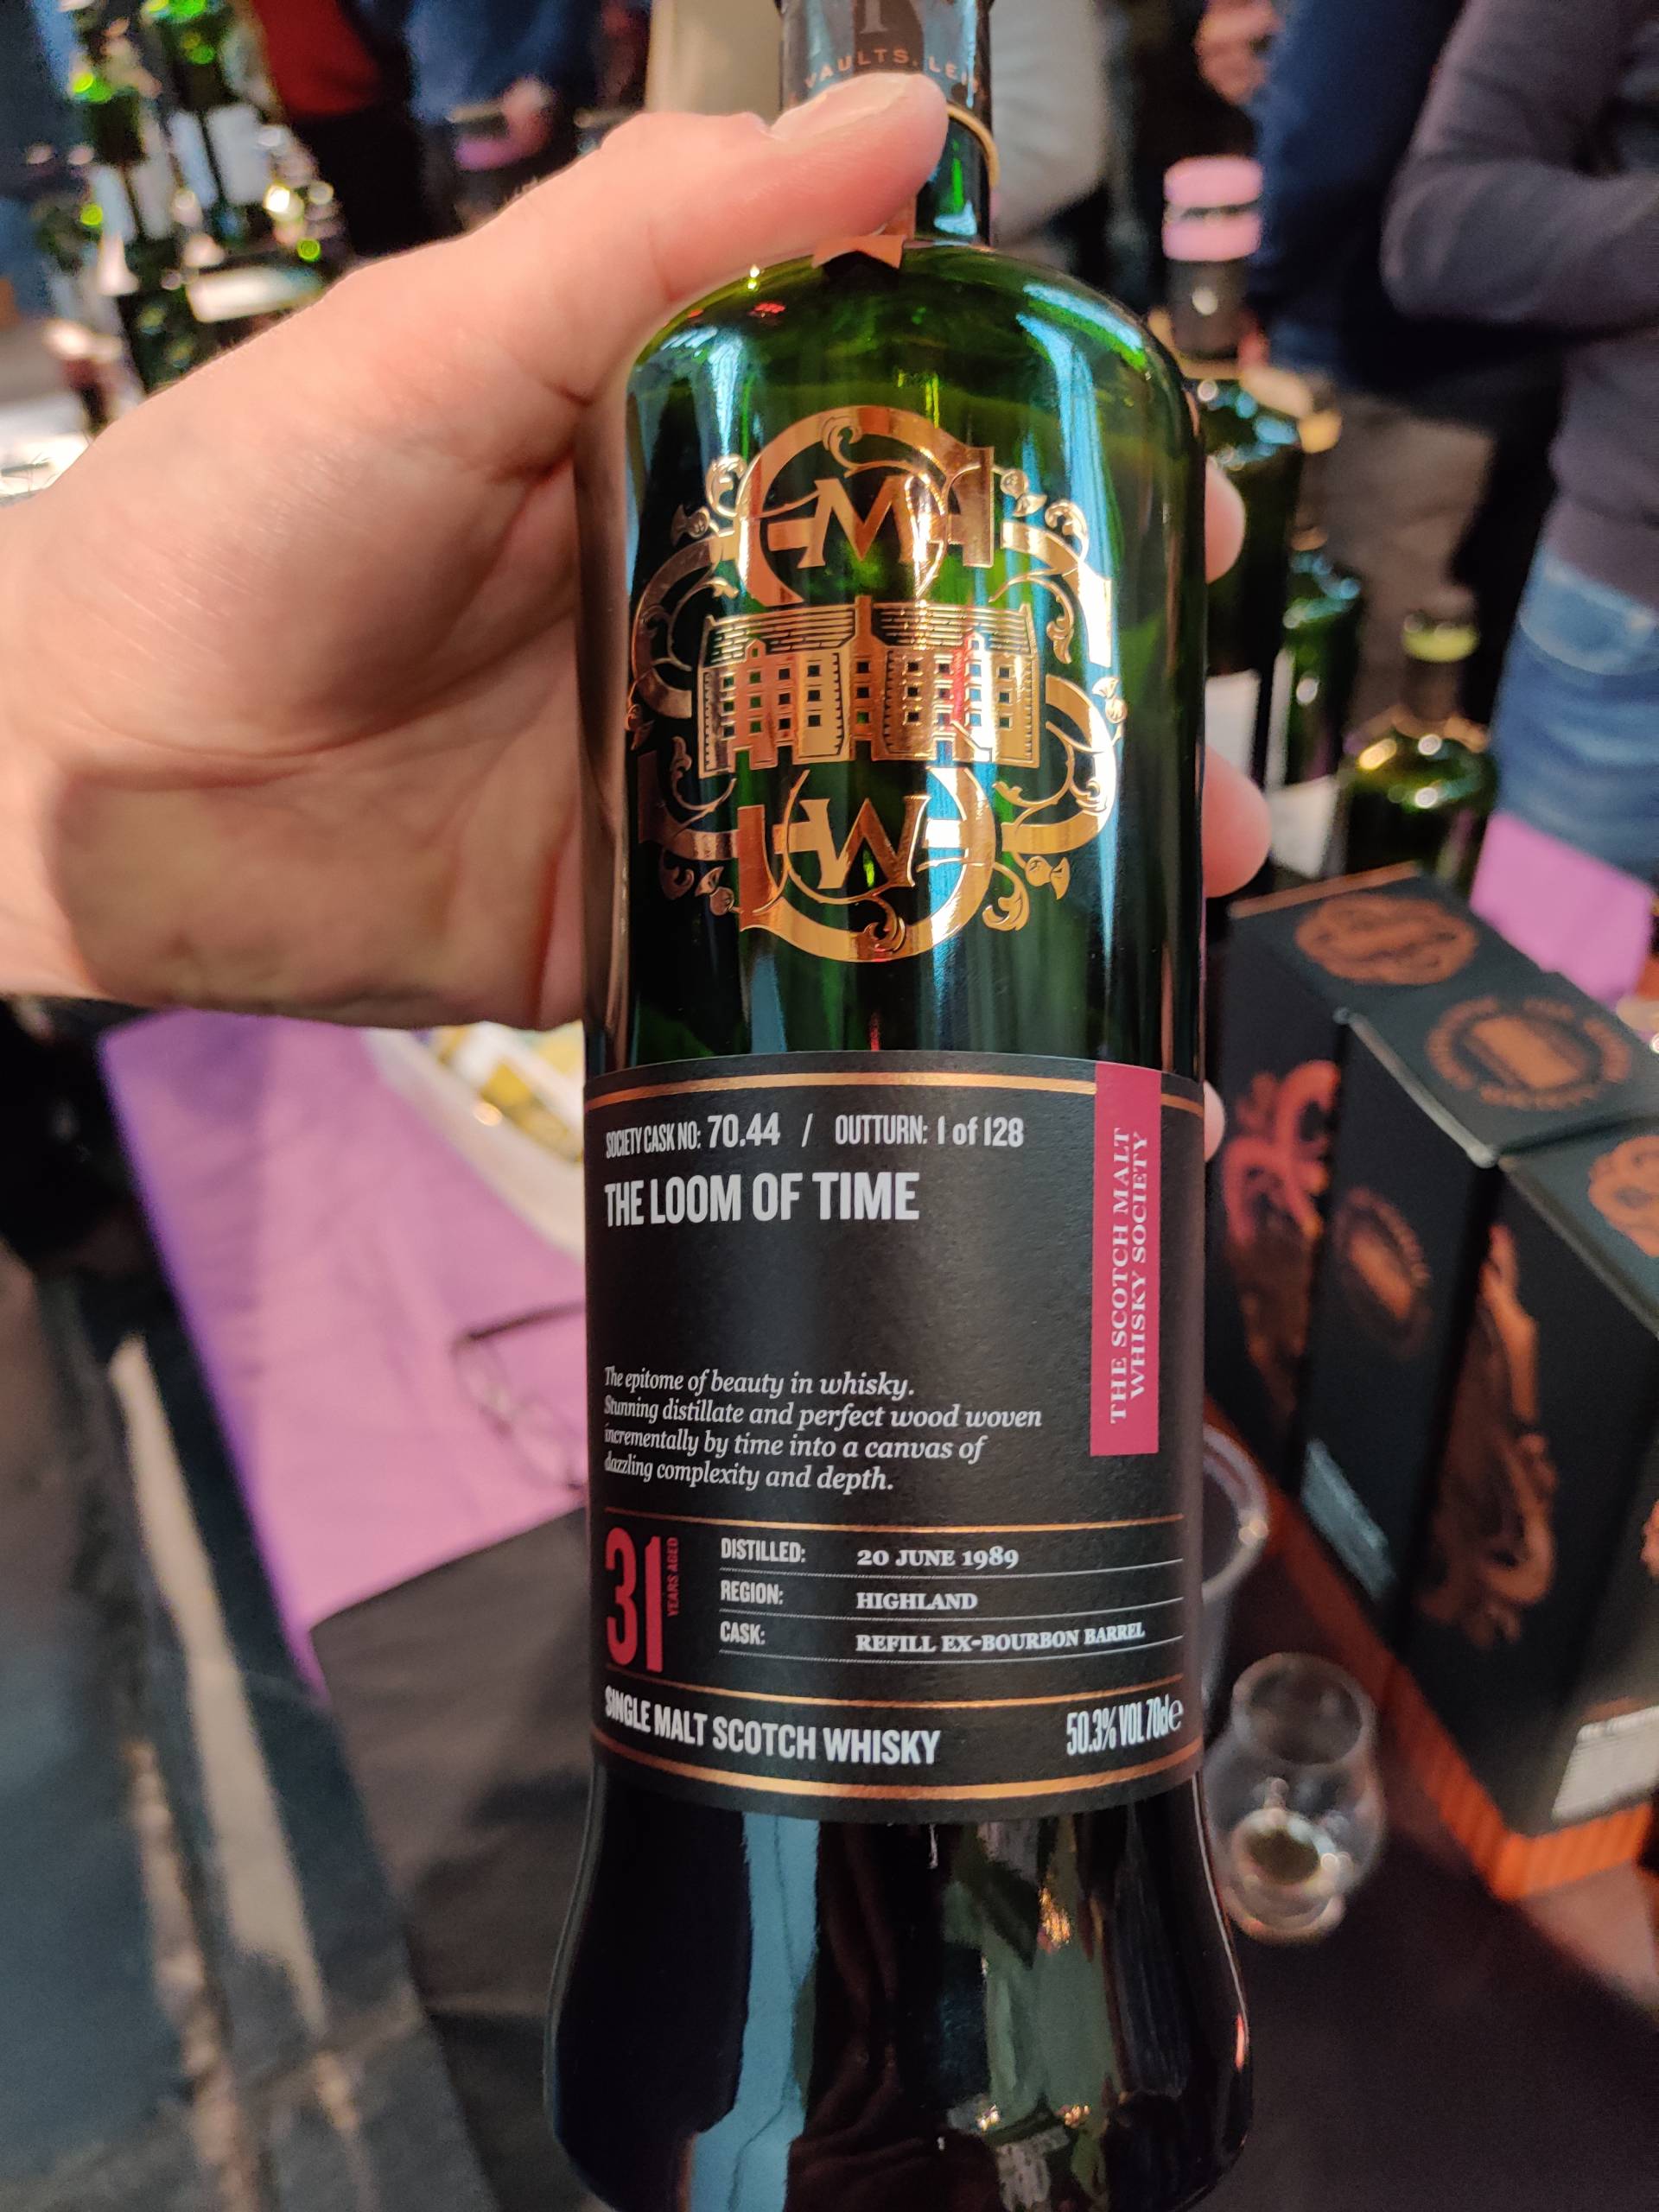 VAULTS, LEI
M
W
SOCIETY CASK NO: 70.44 / OUTTURN: 1 of 128
THE LOOM OF TIME
THE SCOTCH MALT
WHISKY SOCIETY
The epitome of beauty in whisky.
Stunning distillate and perfect wood woven
incrementally by time into a canvas of
dazzling complexity and depth.
31 YEARS AGED
DISTILLED: 20 JUNE 1989
REGION: HIGHLAND
CASK: REFILL EX-BOURBON BARREL
SINGLE MALT SCOTCH WHISKY 50.3% VOL 70cl e